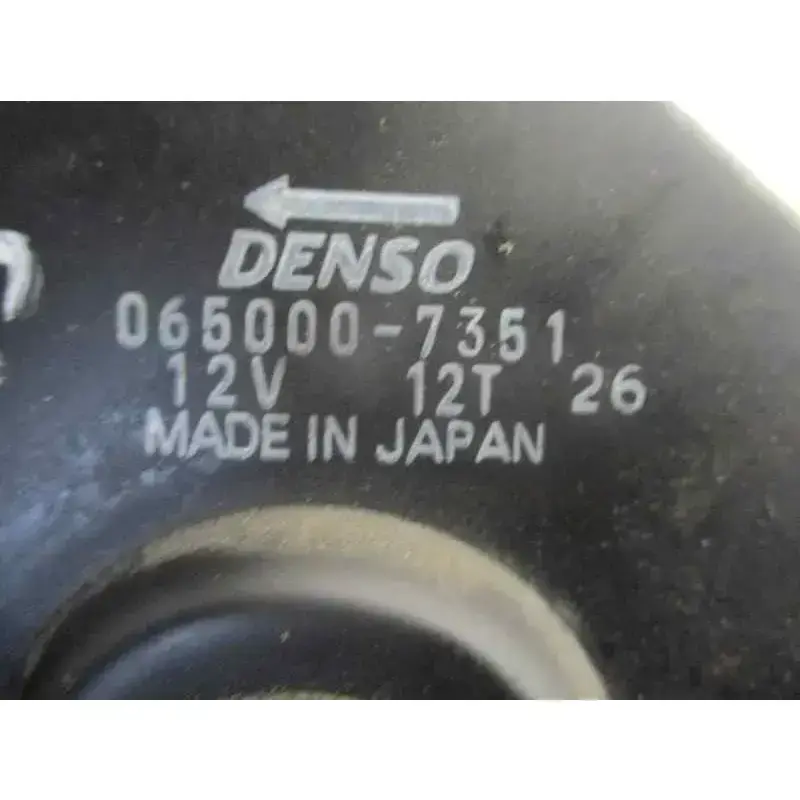 DENSO
065000-7351
12V 12T 26
MADE IN JAPAN